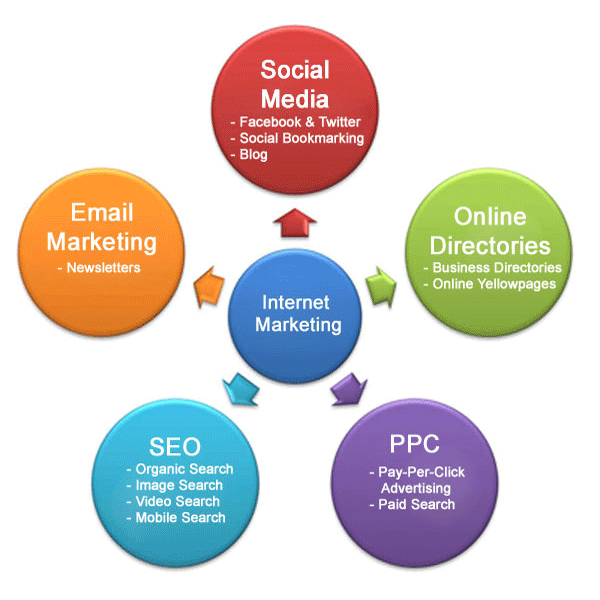 Social
Media
- Facebook & Twitter
- Social Bookmarking
- Blog
Email
Marketing
- Newsletters
Online
Directories
- Business Directories
- Online Yellowpages
Internet
Marketing
SEO
- Organic Search
- Image Search
- Video Search
- Mobile Search
PPC
- Pay-Per-Click
Advertising
- Paid Search